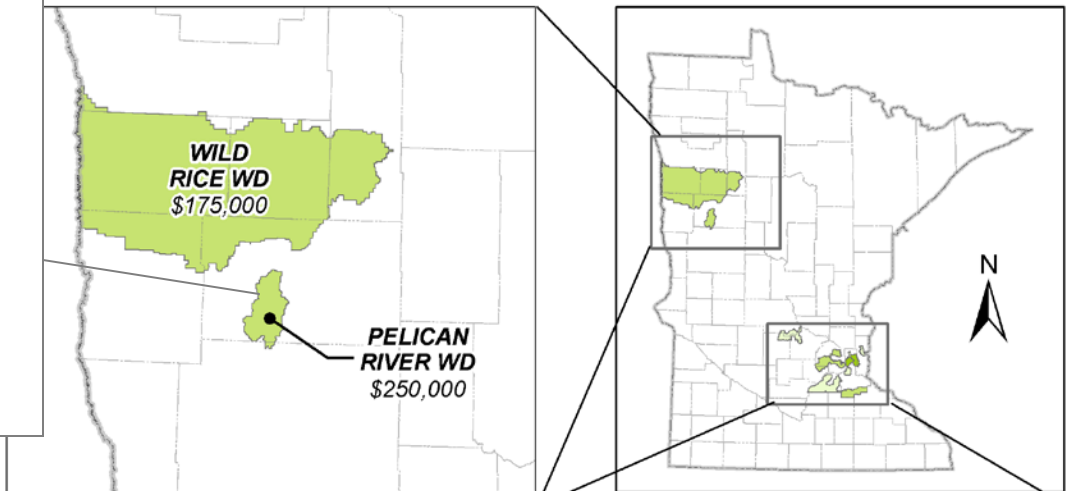 WILD
RICE WD
$175,000
PELICAN
RIVER WD
$250,000
N